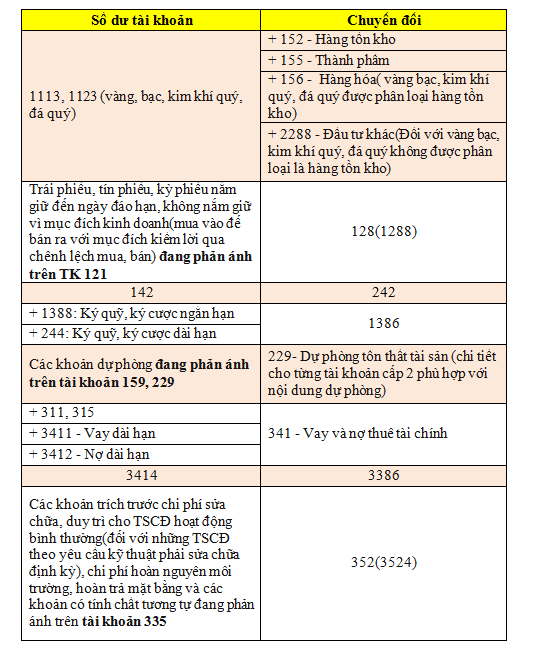 Số dư tài khoản
Chuyển đổi
1113, 1123 (vàng, bạc, kim khí quý,
đá quý)
+ 152 - Hàng tồn kho
+ 155 - Thành phẩm
+ 156 - Hàng hóa( vàng bạc, kim khí
quý, đá quý được phân loại hàng tồn
kho)
+ 2288 - Đầu tư khác(Đối với vàng bạc,
kim khí quý, đá quý không được phân
loại là hàng tồn kho)
Trái phiếu, tín phiếu, kỳ phiếu nắm
giữ đến ngày đáo hạn, không nắm giữ
vì mục đích kinh doanh(mua vào để
bán ra với mục đích kiếm lời qua
chênh lệch mua, bán) đang phản ánh
trên TK 121
128(1288)
142
242
+ 1388: Ký quỹ, ký cược ngắn hạn
+ 244: Ký quỹ, ký cược dài hạn
1386
Các khoản dự phòng đang phản ánh
trên tài khoản 159, 229
229- Dự phòng tổn thất tài sản (chi tiết
cho từng tài khoản cấp 2 phù hợp với
nội dung dự phòng)
+ 311, 315
+ 3411 - Vay dài hạn
+ 3412 - Nợ dài hạn
341 - Vay và nợ thuê tài chính
3414
3386
Các khoản trích trước chi phí sửa
chữa, duy trì cho TSCĐ hoạt động
bình thường(đối với những TSCĐ
theo yêu cầu kỹ thuật phải sửa chữa
định kỳ), chi phí hoàn nguyên môi
trường, hoàn trả mặt bằng và các
khoản có tính chất tương tự đang phản
ánh trên tài khoản 335
352(3524)